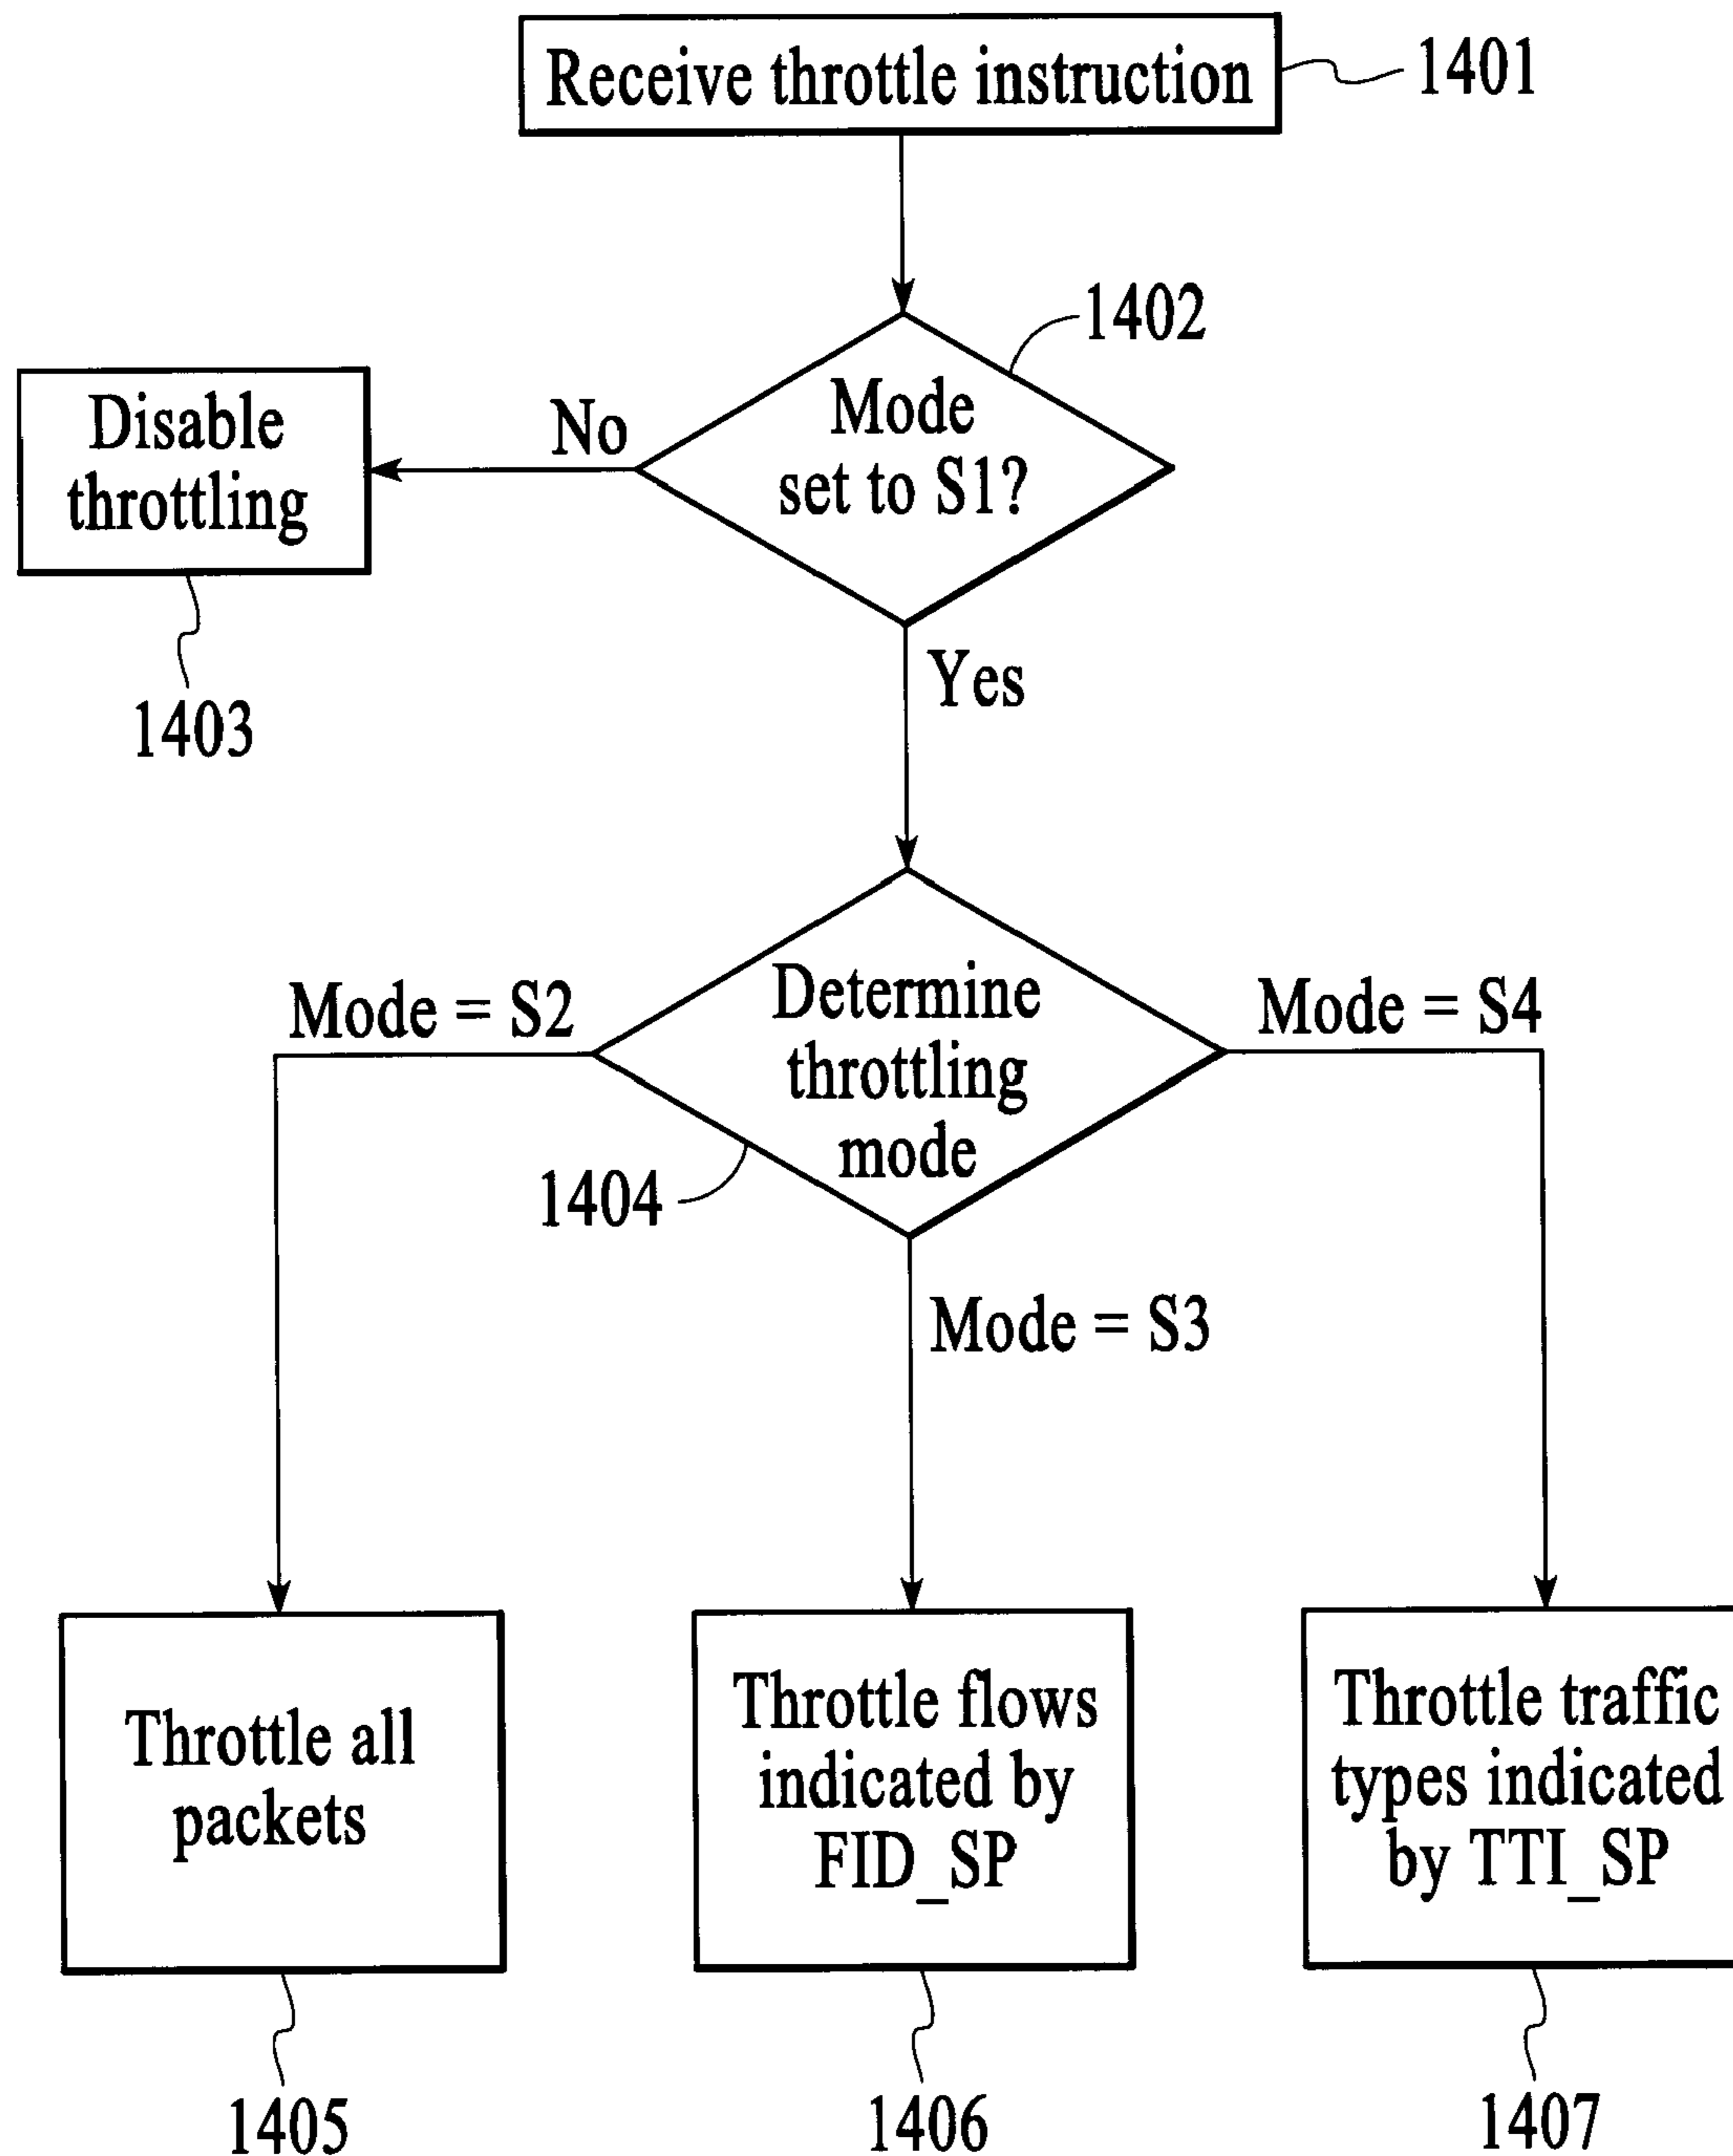 Receive throttle instruction
1401
1402
Mode
set to S1?
No
Disable
throttling
1403
Yes
Determine
throttling
mode
Mode = S2
Mode = S4
1404
Mode = S3
Throttle all
packets
Throttle flows
indicated by
FID_SP
Throttle traffic
types indicated
by TTI_SP
1405
1406
1407